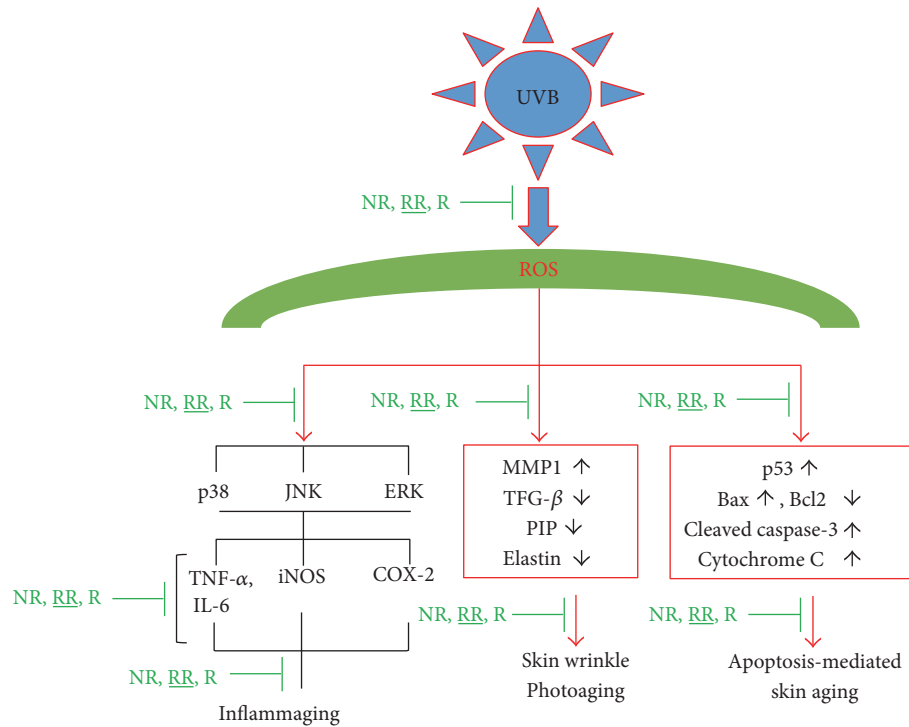 UVB
NR, RR, R
ROS
NR, RR, R
NR, RR, R
NR, RR, R
p38
JNK
ERK
TNF-α,
IL-6
iNOS
COX-2
NR, RR, R
NR, RR, R
Inflammaging
MMP1 ↑
TFG-β ↓
PIP ↓
Elastin ↓
NR, RR, R
Skin wrinkle
Photoaging
p53 ↑
Bax ↑ , Bcl2 ↓
Cleaved caspase-3 ↑
Cytochrome C ↑
NR, RR, R
Apoptosis-mediated
skin aging